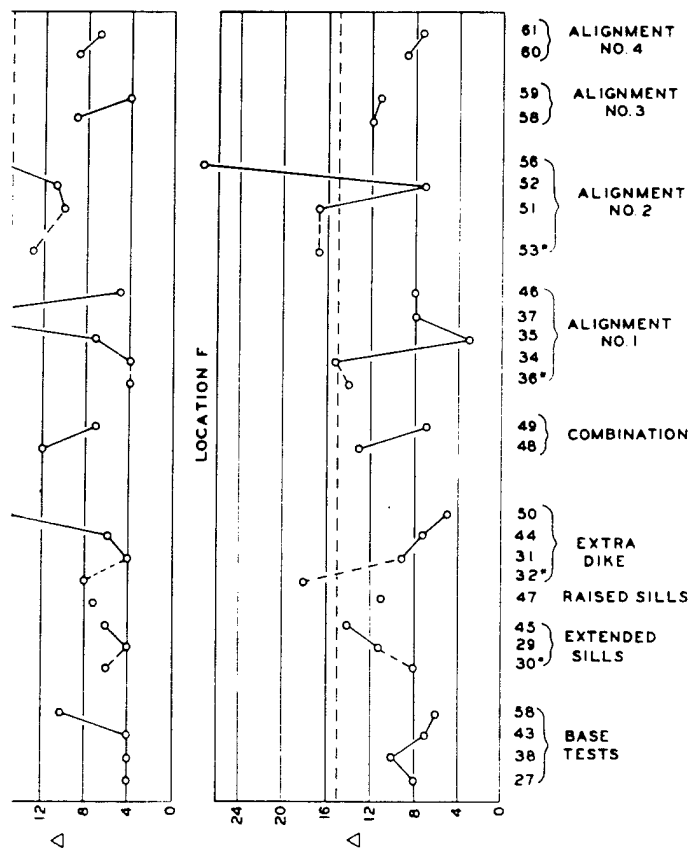 61
60
ALIGNMENT
NO. 4
59
58
ALIGNMENT
NO. 3
56
52
51
53*
ALIGNMENT
NO. 2
46
37
35
34
36*
ALIGNMENT
NO. 1
LOCATION F
49
48
COMBINATION
50
44
31
32*
EXTRA
DIKE
47 RAISED SILLS
45
29
30*
EXTENDED
SILLS
58
43
38
27
BASE
TESTS
12 8 4 0
24 20 16 12 8 4 0
Δ
Δ